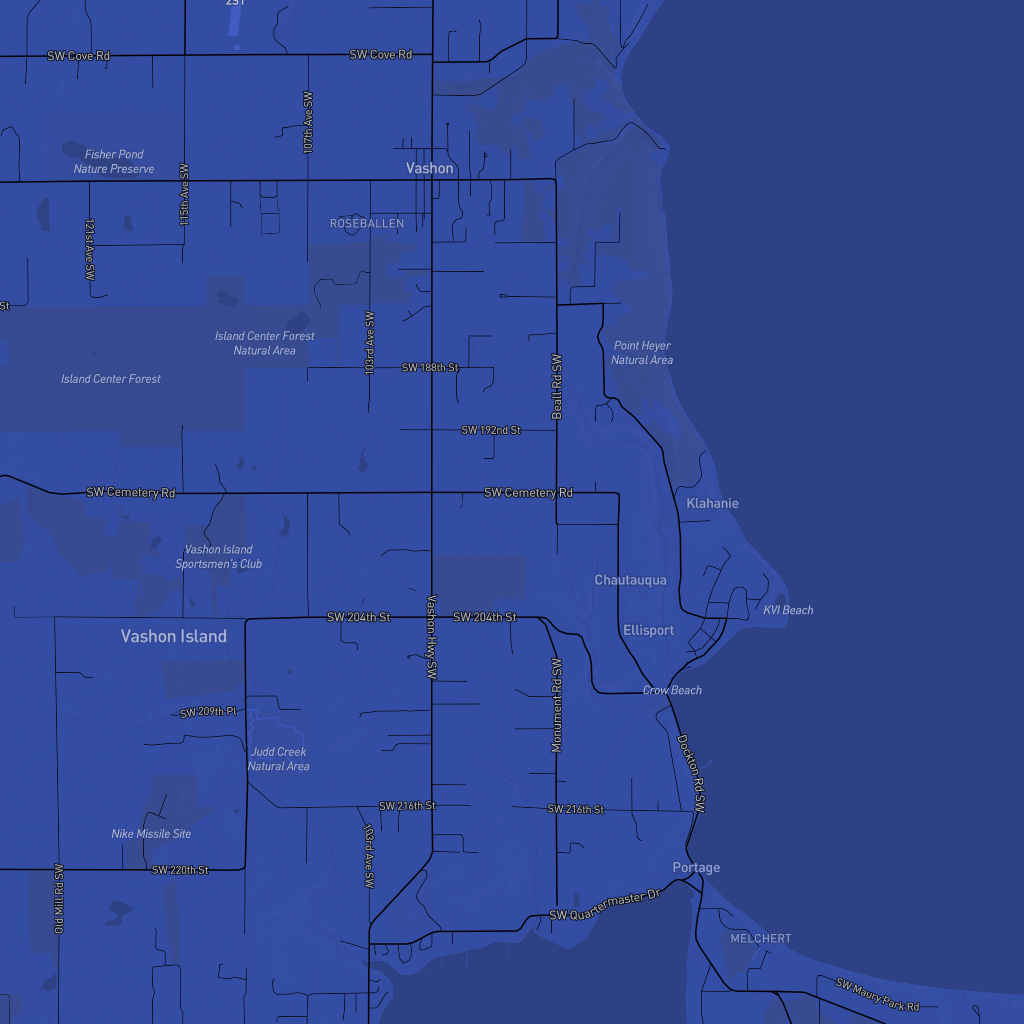 231
SW Cove Rd
SW Cove Rd
107th Ave SW
Fisher Pond
Nature Preserve
Vashon
115th Ave SW
121st Ave SW
ROSEBALLEN
St
103rd Ave SW
Island Center Forest
Natural Area
Point Heyer
Natural Area
SW 188th St
Island Center Forest
Beall Rd SW
SW 192nd St
SW Cemetery Rd
SW Cemetery Rd
Klahanie
Vashon Island
Sportsmen's Club
Chautauqua
KVI Beach
SW 204th St
SW 204th St
Vashon Hwy SW
Ellisport
Vashon Island
Crow Beach
Monument Rd SW
SW 209th Pl
Judd Creek
Natural Area
Dockton Rd SW
SW 216th St
SW 216th St
Nike Missile Site
103rd Ave SW
SW 220th St
Portage
Old Mill Rd SW
SW Quartermaster Dr
MELCHERT
SW Maury Park Rd